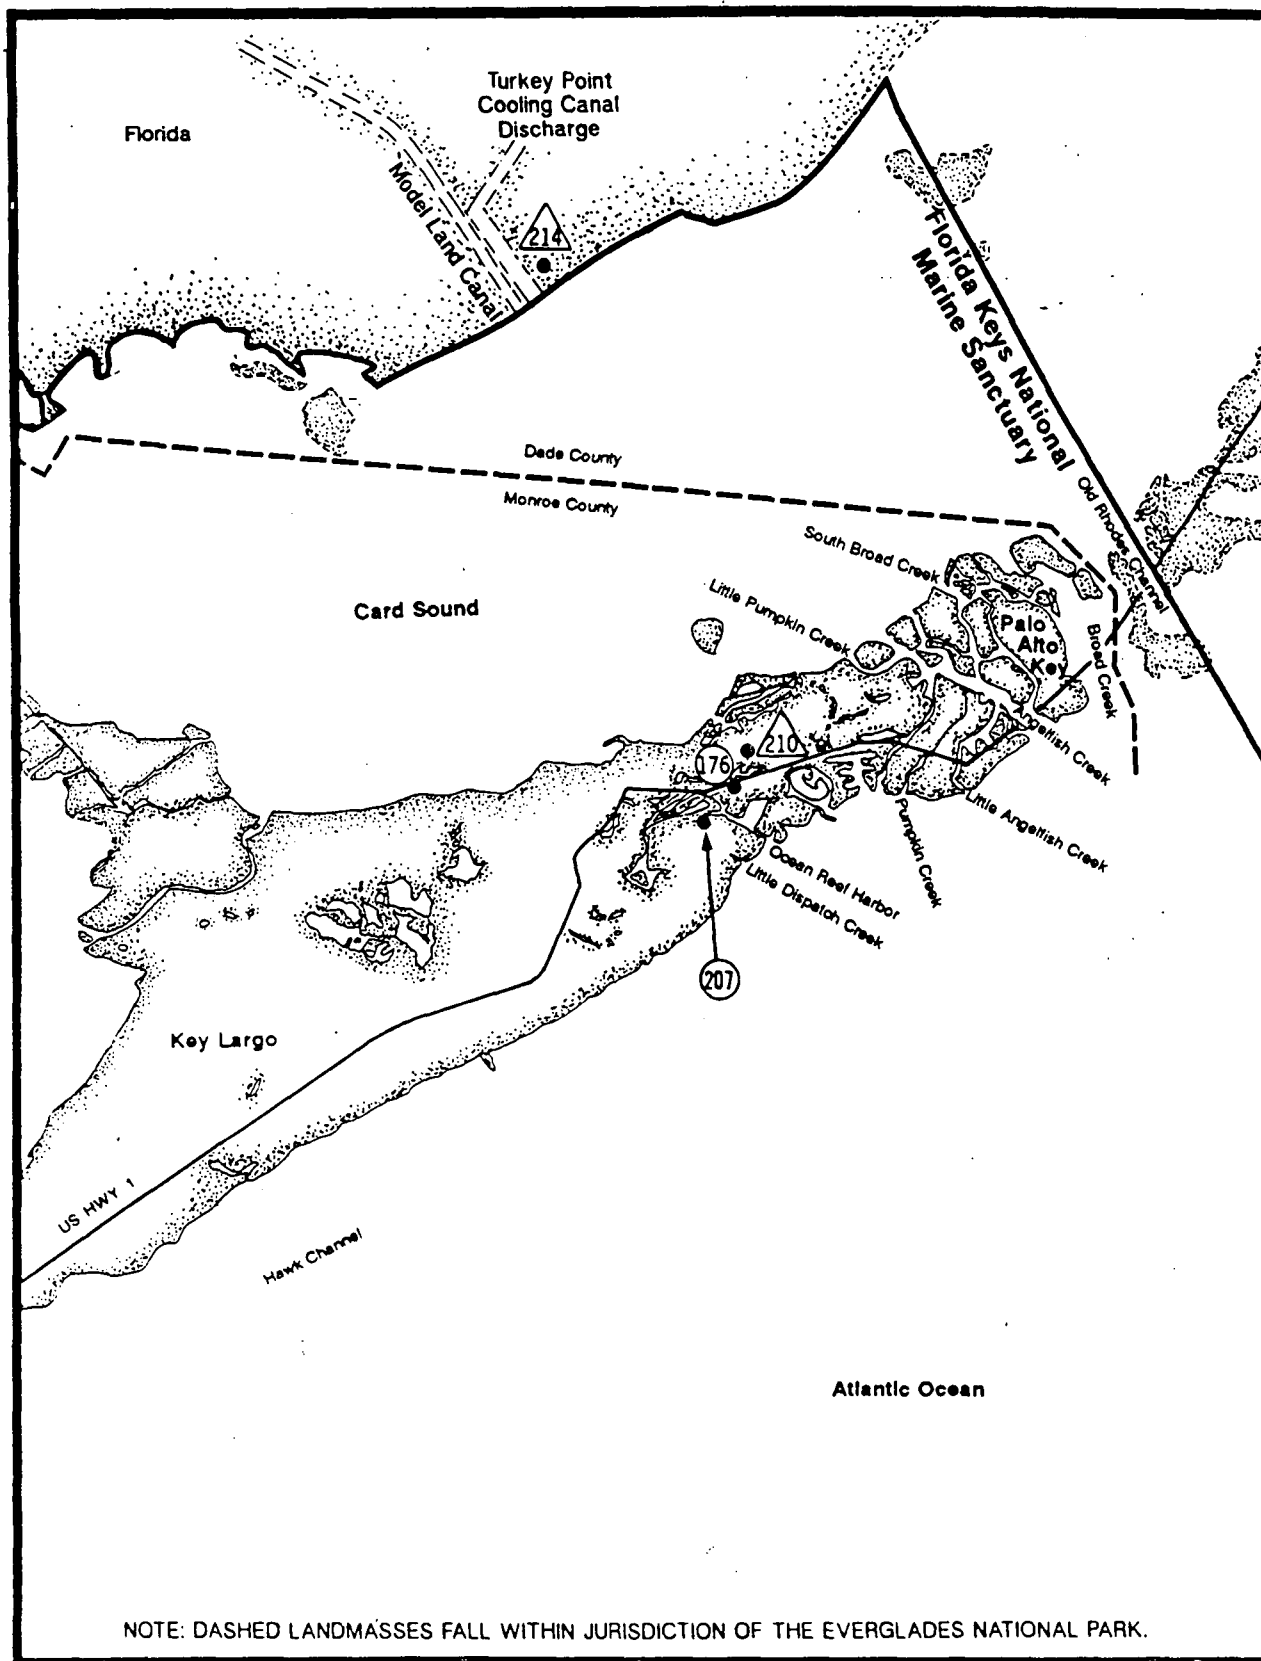 Turkey Point
Cooling Canal
Discharge
Florida
Model Land Canal
214
Florida Keys National
Marine Sanctuary
Dade County
Monroe County
Old Rhodes Channel
South Broad Creek
Little Pumpkin Creek
Card Sound
Palo
Alto
Key
Broad Creek
Angelfish Creek
210
176
Little Angelfish Creek
Pumpkin Creek
Ocean Reef Harbor
Little Dispatch Creek
207
Key Largo
US HWY 1
Hawk Channel
Atlantic Ocean
NOTE: DASHED LANDMASSES FALL WITHIN JURISDICTION OF THE EVERGLADES NATIONAL PARK.